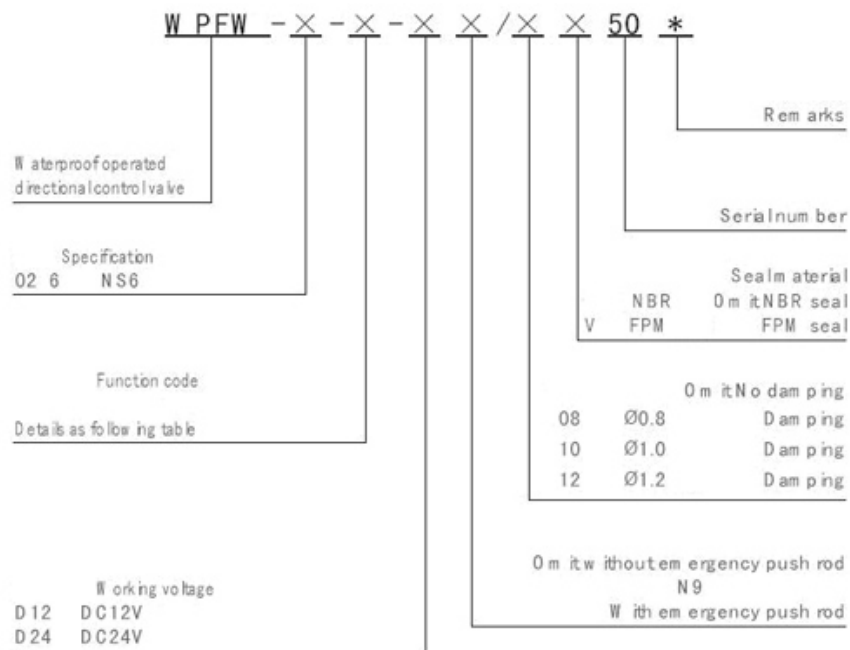 WPFW -×-×-× ×/× × 50 *
Remarks
Waterproof operated
directional control valve
Serial number
Specification
02 6 NS6
Seal material
NBR Omit NBR seal
V FPM FPM seal
Function code
Details as following table
Omit No damping
08 Ø0.8 Damping
10 Ø1.0 Damping
12 Ø1.2 Damping
Omit without emergency push rod
N9
With emergency push rod
Working voltage
D12 DC12V
D24 DC24V